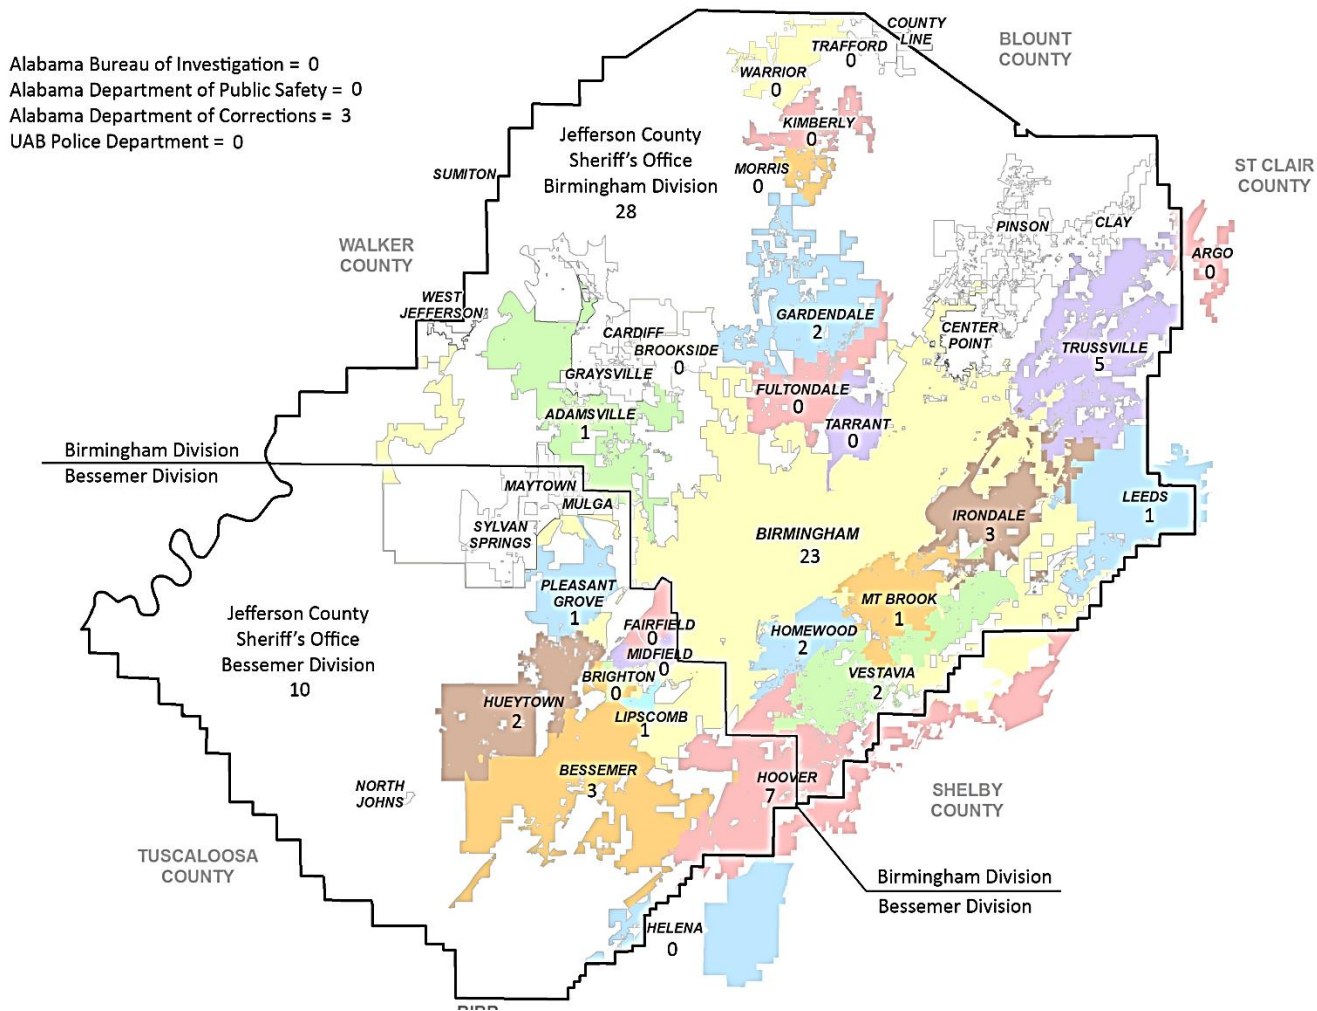 Alabama Bureau of Investigation = 0
Alabama Department of Public Safety = 0
Alabama Department of Corrections = 3
UAB Police Department = 0
COUNTY
LINE
BLOUNT
COUNTY
TRAFFORD
0
WARRIOR
0
KIMBERLY
0
Jefferson County
Sheriff's Office
Birmingham Division
28
MORRIS
0
SUMITON
ST CLAIR
COUNTY
PINSON
CLAY
WALKER
COUNTY
ARGO
0
WEST
JEFFERSON
GARDENDALE
2
CARDIFF
BROOKSIDE
0
CENTER
POINT
TRUSSVILLE
5
GRAYSVILLE
FULTONDALE
0
ADAMSVILLE
1
TARRANT
0
Birmingham Division
Bessemer Division
MAYTOWN
MULGA
LEEDS
1
SYLVAN
SPRINGS
IRONDALE
3
BIRMINGHAM
23
PLEASANT
GROVE
1
MT BROOK
1
Jefferson County
Sheriff's Office
Bessemer Division
10
FAIRFIELD
0
HOMEWOOD
2
MIDFIELD
0
BRIGHTON
0
VESTAVIA
2
HUEYTOWN
2
LIPSCOMB
1
BESSEMER
3
HOOVER
7
NORTH
JOHNS
SHELBY
COUNTY
TUSCALOOSA
COUNTY
Birmingham Division
Bessemer Division
HELENA
0
BIBB